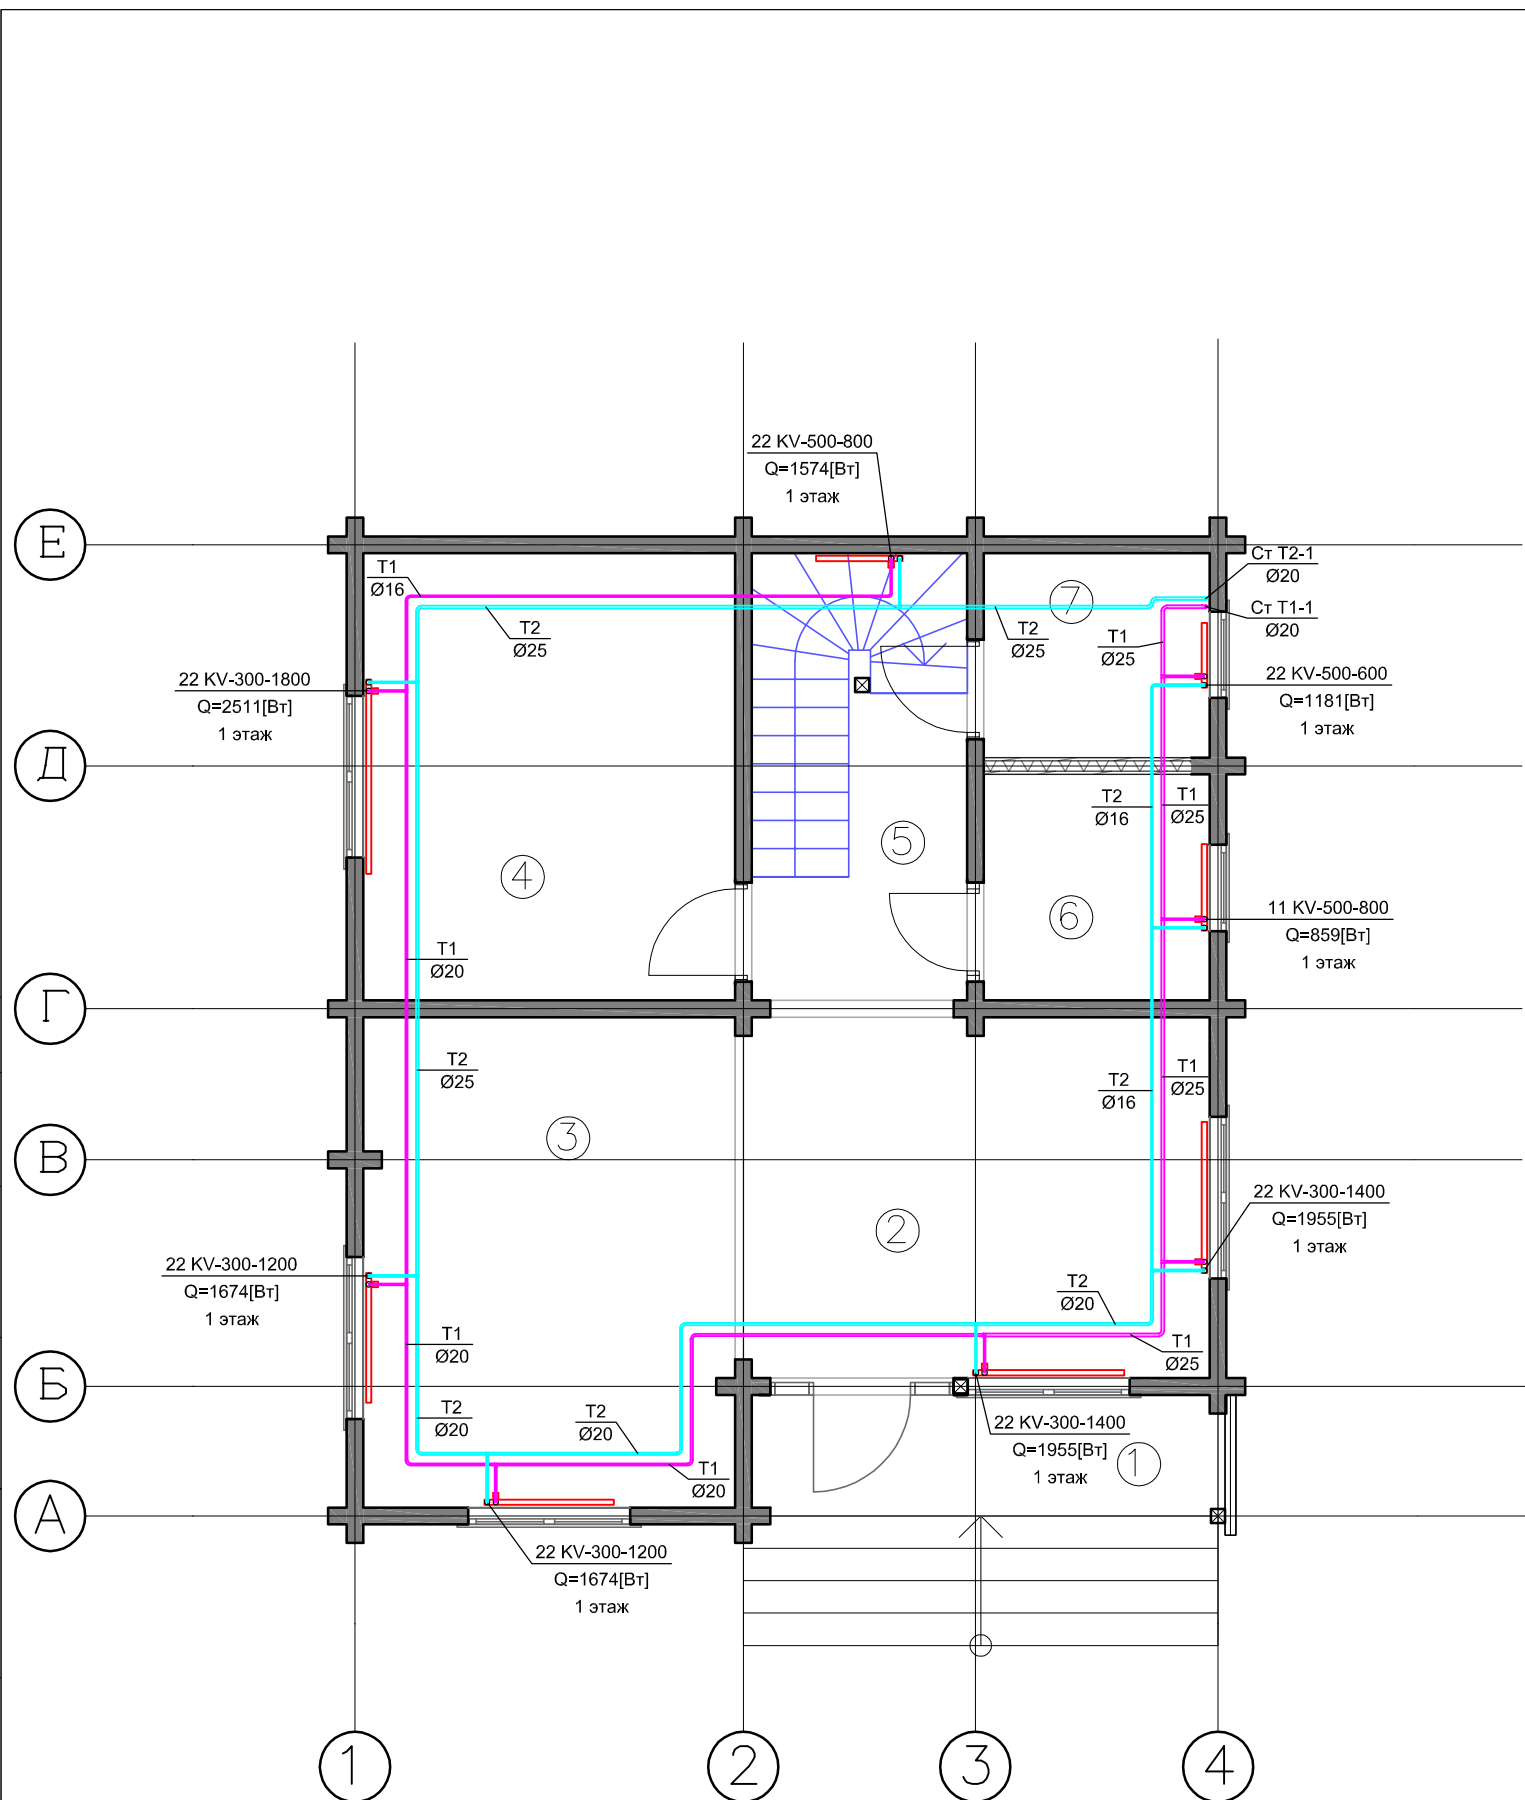 22 KV-500-800
Q=1574[Вт]
1 этаж
Е
Ст Т2-1
Ø20
Т1
Ø16
7
Ст Т1-1
Ø20
Т2
Ø25
Т2
Ø25
Т1
Ø25
22 KV-300-1800
Q=2511[Вт]
1 этаж
22 KV-500-600
Q=1181[Вт]
1 этаж
Д
Т2
Ø16
Т1
Ø25
5
4
6
11 KV-500-800
Q=859[Вт]
1 этаж
Т1
Ø20
Г
Т2
Ø25
Т2
Ø16
Т1
Ø25
3
В
2
22 KV-300-1400
Q=1955[Вт]
1 этаж
22 KV-300-1200
Q=1674[Вт]
1 этаж
Т2
Ø20
Т1
Ø20
Т1
Ø25
Б
Т2
Ø20
Т2
Ø20
22 KV-300-1400
Q=1955[Вт]
1 этаж
1
Т1
Ø20
А
22 KV-300-1200
Q=1674[Вт]
1 этаж
1
2
3
4